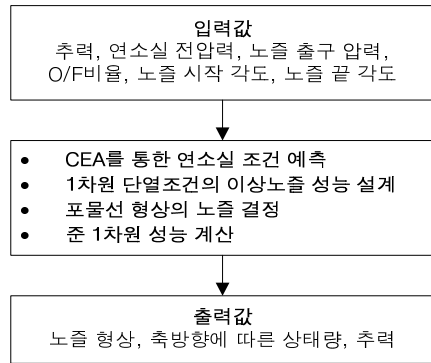 입력값
추력, 연소실 전압력, 노즐 출구 압력,
O/F비율, 노즐 시작 각도, 노즐 끝 각도
• CEA를 통한 연소실 조건 예측
• 1차원 단열조건의 이상노즐 성능 설계
• 포물선 형상의 노즐 결정
• 준 1차원 성능 계산
출력값
노즐 형상, 축방향에 따른 상태량, 추력